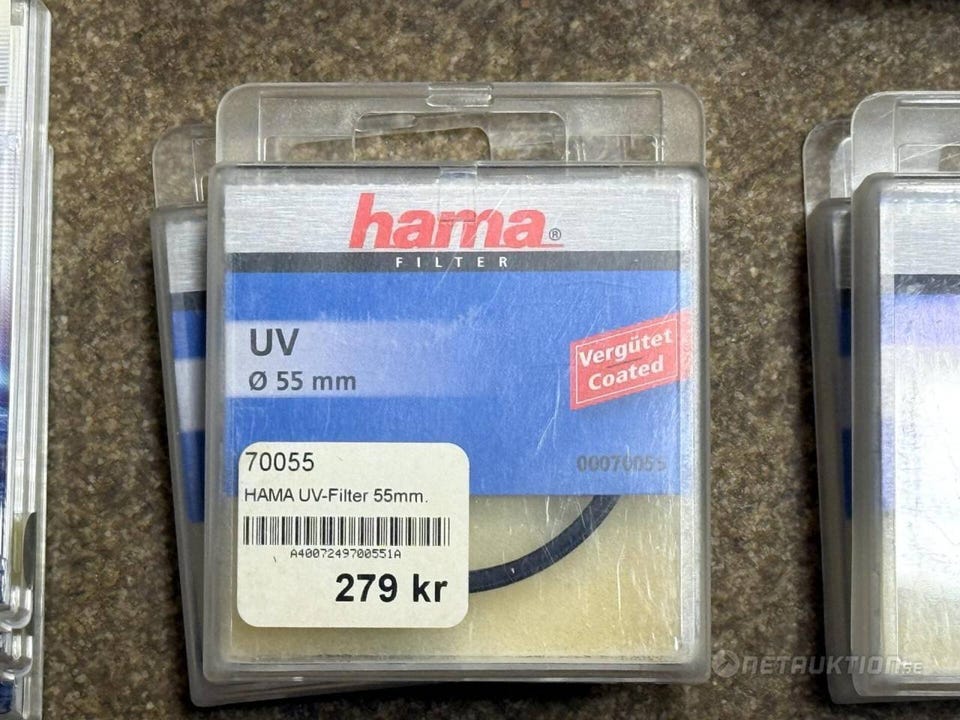 hama®
FILTER
UV
Ø 55 mm
Vergütet
Coated
00070055
70055
HAMA UV-Filter 55mm.
A4007249700551A
279 kr
NETAUKTION.SE